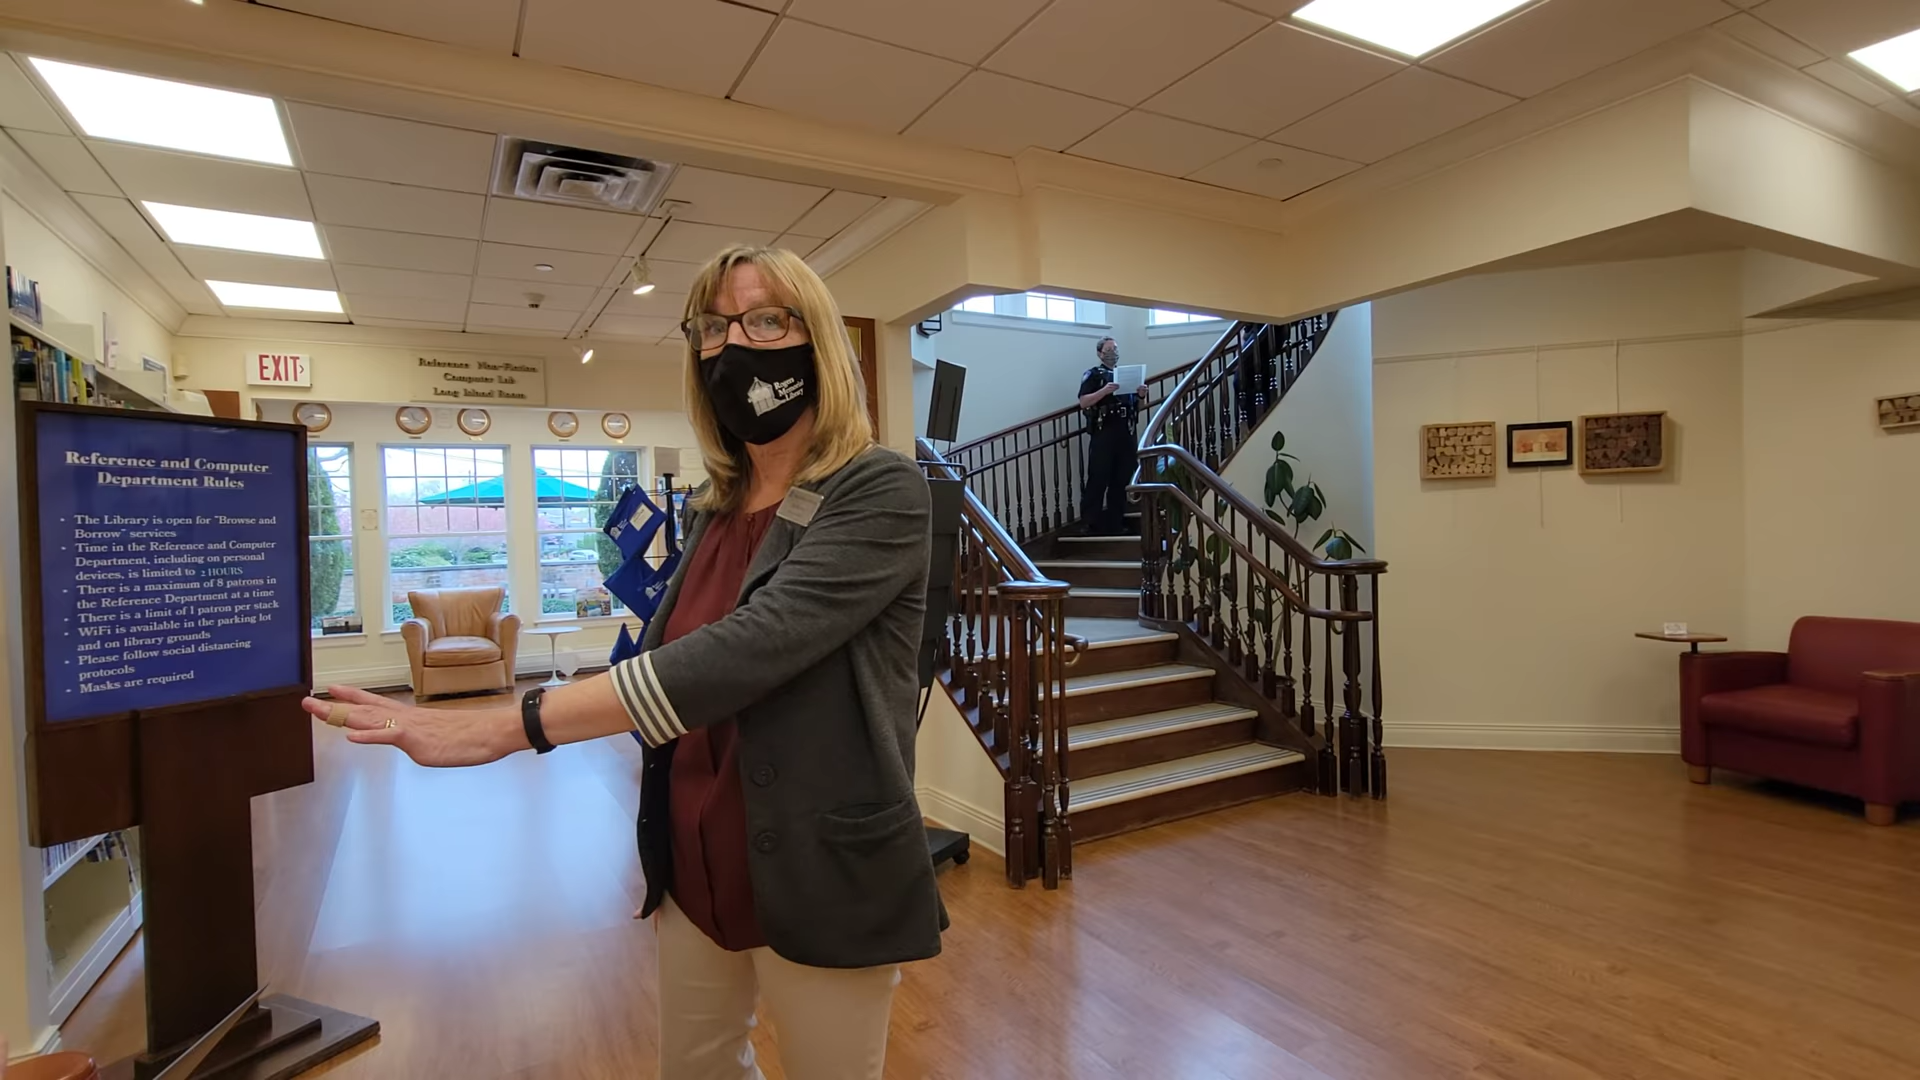 EXIT
Reference Non-Fiction
Computer Lab
Long Island Room
Reference and Computer
Department Rules
• The Library is open for "Browse and
Borrow" services
• Time in the Reference and Computer
Department, including on personal
devices, is limited to 2 HOURS
• There is a maximum of 8 patrons in
the Reference Department at a time
• There is a limit of 1 patron per stack
• WiFi is available in the parking lot
and on library grounds
• Please follow social distancing
protocols
• Masks are required
Rogers
Memorial
Library